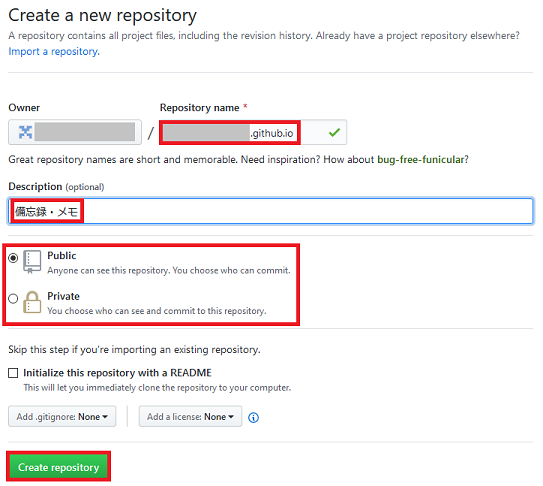 Create a new repository
A repository contains all project files, including the revision history. Already have a project repository elsewhere?
Import a repository.
Owner Repository name *
/ .github.io
Great repository names are short and memorable. Need inspiration? How about bug-free-funicular?
Description (optional)
備忘録・メモ
Public
Anyone can see this repository. You choose who can commit.
Private
You choose who can see and commit to this repository.
Skip this step if you're importing an existing repository.
Initialize this repository with a README
This will let you immediately clone the repository to your computer.
Add .gitignore: None Add a license: None
Create repository